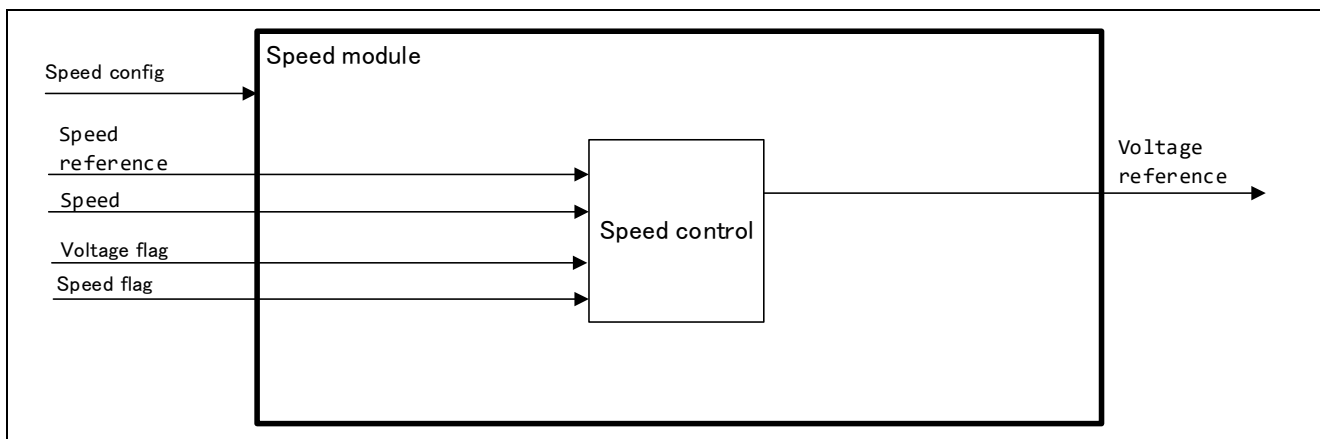 Speed module
Speed config
Speed
reference
Speed
Voltage flag
Speed flag
Speed control
Voltage
reference